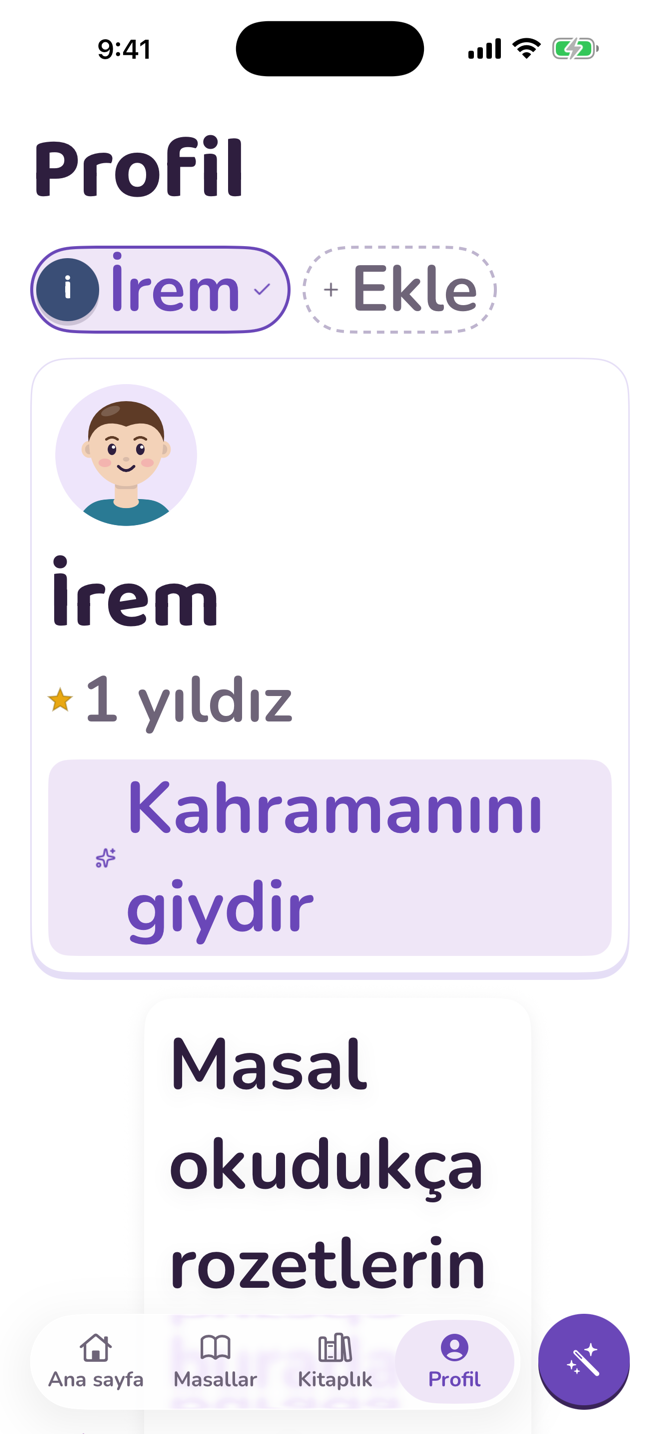 9:41
Profil
i
İrem
+ Ekle
İrem
1 yıldız
Kahramanını
giydir
Masal
okudukça
rozetlerin
Ana sayfa
Masallar
Kitaplık
Profil